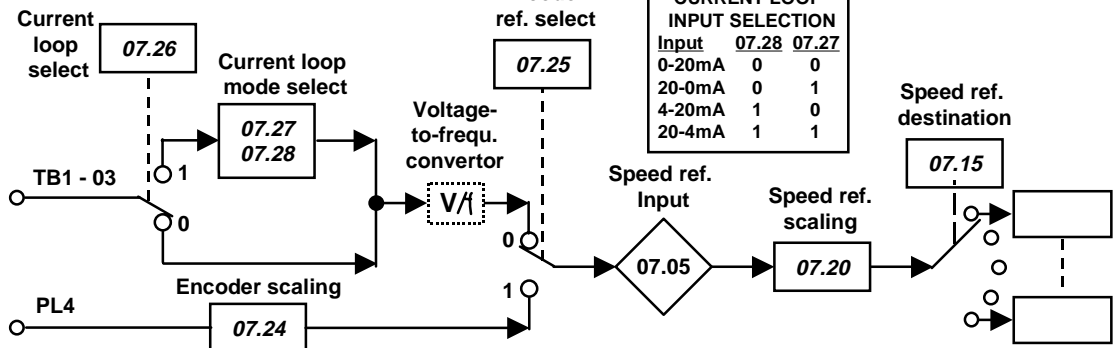 Current
loop
select
07.26
Current loop
mode select
07.27
07.28
TB1 - 03
1
0
Voltage-
to-frequ.
convertor
V/f
ref. select
07.25
0
1
PL4
Encoder scaling
07.24
INPUT SELECTION
Input 07.28 07.27
0-20mA 0 0
20-0mA 0 1
4-20mA 1 0
20-4mA 1 1
Speed ref.
Input
07.05
Speed ref.
scaling
07.20
Speed ref.
destination
07.15